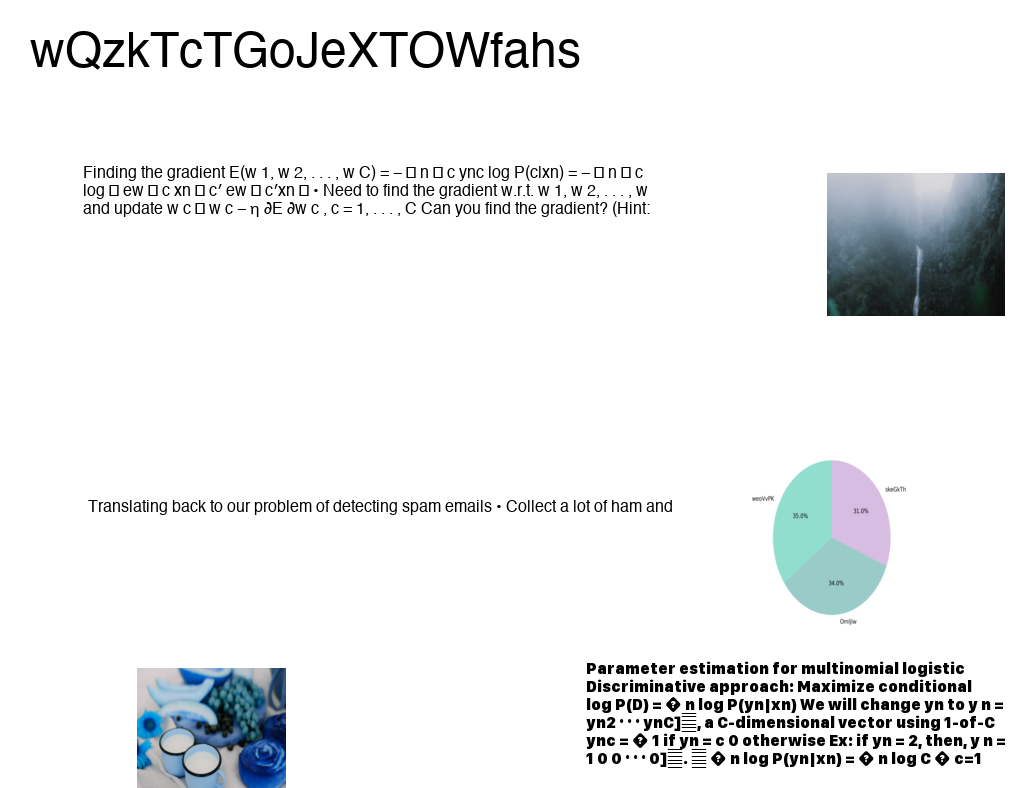 wQzkTcTGoJeXTOWfahs
Finding the gradient E(w 1, w 2, . . . , w C) = – □ n □ c ync log P(c|xn) = – □ n □ c
log □ ew □ c xn □ c′ ew □ c′xn □ • Need to find the gradient w.r.t. w 1, w 2, . . . , w
and update w c □ w c – η ∂E ∂w c , c = 1, . . . , C Can you find the gradient? (Hint:
Translating back to our problem of detecting spam emails • Collect a lot of ham and
weoVvPK
skeGkTh
35.0%
31.0%
34.0%
Omijiw
Parameter estimation for multinomial logistic
Discriminative approach: Maximize conditional
log P(D) = � n log P(yn|xn) We will change yn to y n =
yn2 · · · ynC]䷀, a C-dimensional vector using 1-of-C
ync = � 1 if yn = c 0 otherwise Ex: if yn = 2, then, y n =
1 0 0 · · · 0]䷀. ䷀ � n log P(yn|xn) = � n log C � c=1